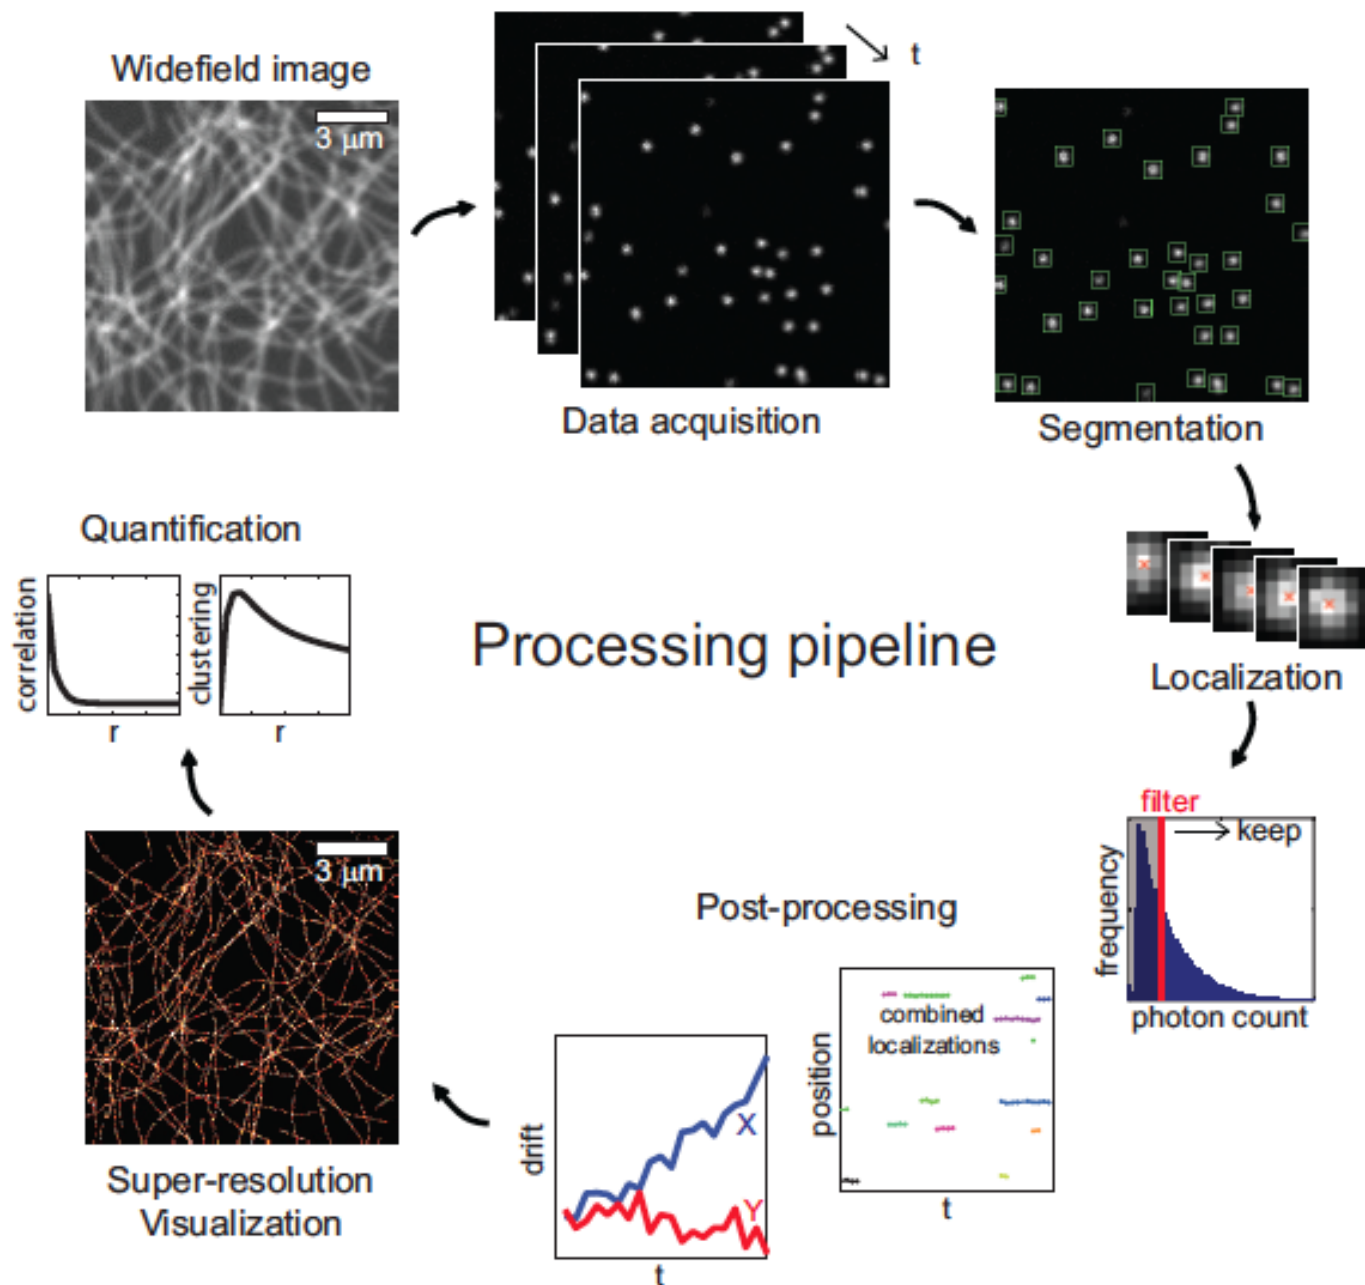 Widefield image
3 μm
t
Data acquisition
Segmentation
Localization
filter
keep
frequency
photon count
Post-processing
combined
localizations
position
t
drift
X
Y
t
Super-resolution
Visualization
3 μm
Quantification
correlation
r
clustering
r
Processing pipeline